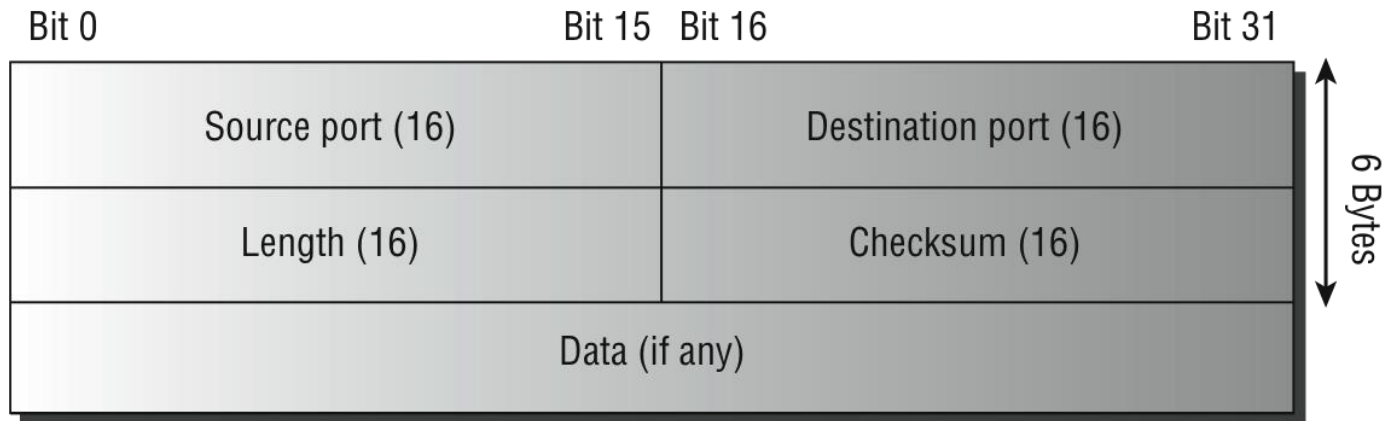 Bit 0 Bit 15 Bit 16 Bit 31
Source port (16) Destination port (16)
Length (16) Checksum (16)
Data (if any)
6 Bytes